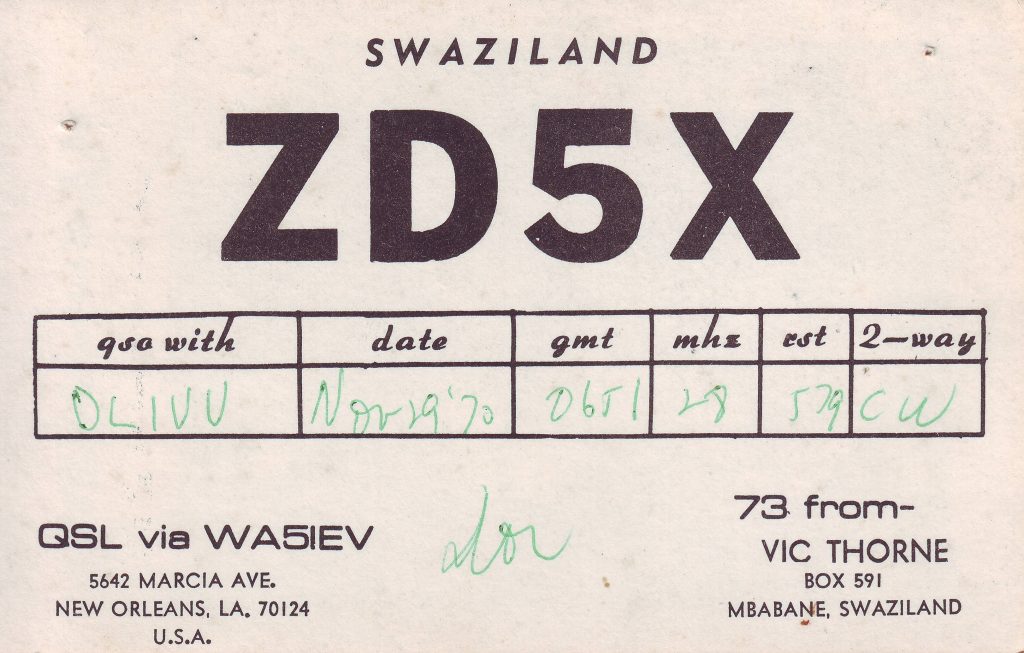 SWAZILAND
ZD5X
qso with date gmt mhz rst 2-way
DL1VU Nov 29 '70 0651 28 579 CW
QSL via WA5IEV
5642 MARCIA AVE.
NEW ORLEANS, LA. 70124
U.S.A.
73 from-
VIC THORNE
BOX 591
MBABANE, SWAZILAND